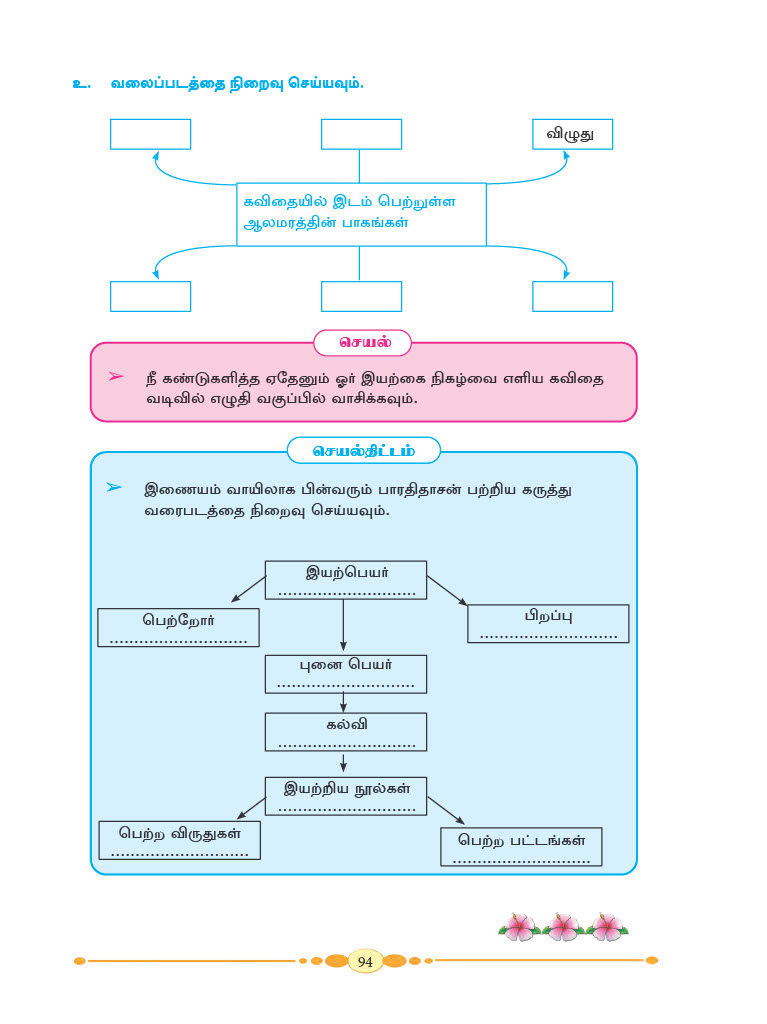 உ. வலைப்படத்தை நிறைவு செய்யவும்.
விழுது
கவிதையில் இடம் பெற்றுள்ள
ஆலமரத்தின் பாகங்கள்
செயல்
➢ நீ கண்டுகளித்த ஏதேனும் ஓர் இயற்கை நிகழ்வை எளிய கவிதை
வடிவில் எழுதி வகுப்பில் வாசிக்கவும்.
செயல்திட்டம்
➢ இணையம் வாயிலாக பின்வரும் பாரதிதாசன் பற்றிய கருத்து
வரைபடத்தை நிறைவு செய்யவும்.
இயற்பெயர்
............................
பெற்றோர்
............................
பிறப்பு
............................
புனை பெயர்
............................
கல்வி
............................
இயற்றிய நூல்கள்
............................
பெற்ற விருதுகள்
............................
பெற்ற பட்டங்கள்
............................
94